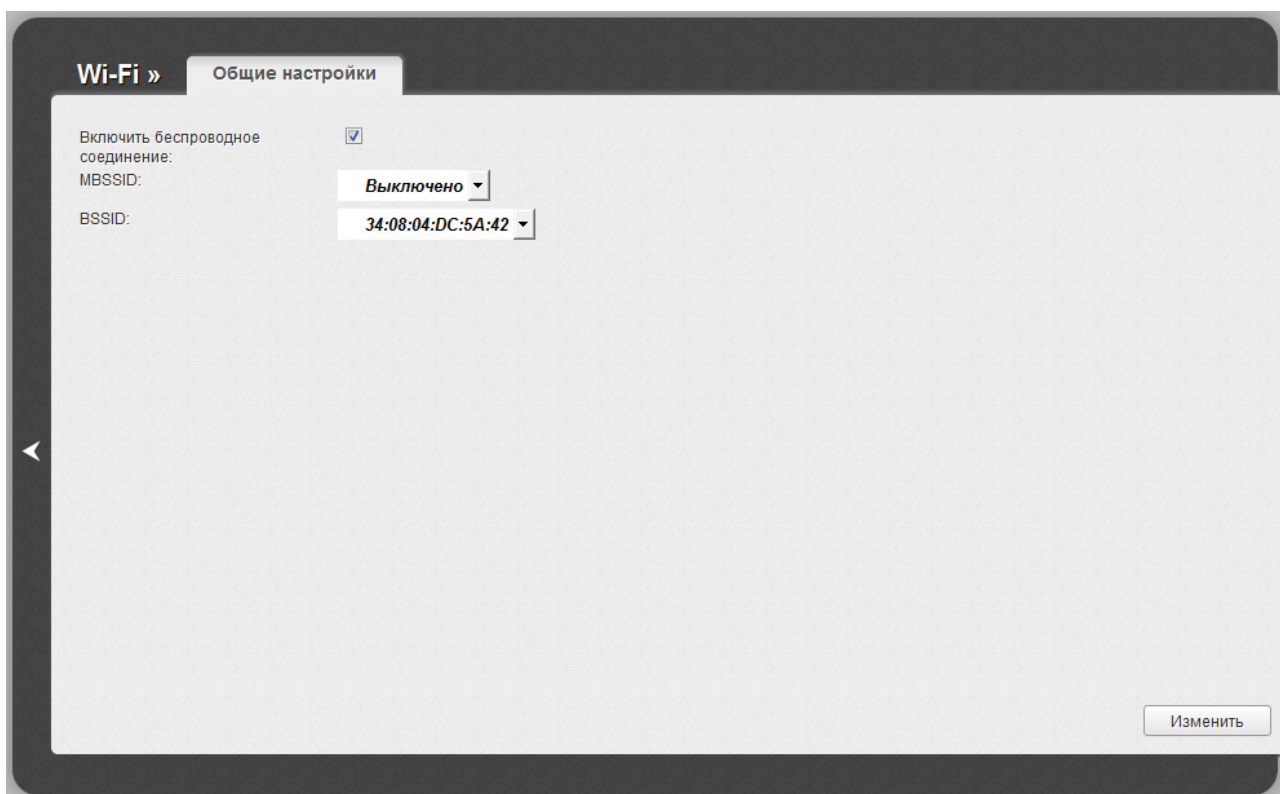 Wi-Fi »
Общие настройки
Включить беспроводное
соединение:
MBSSID:
Выключено
BSSID:
34:08:04:DC:5A:42
Изменить